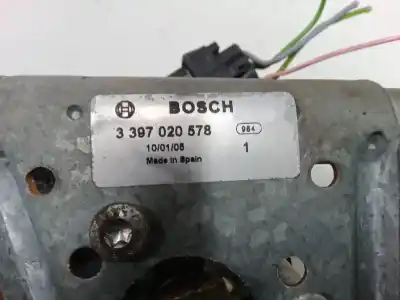 BOSCH
3 397 020 578 984
10/01/05 1
Made in Spain